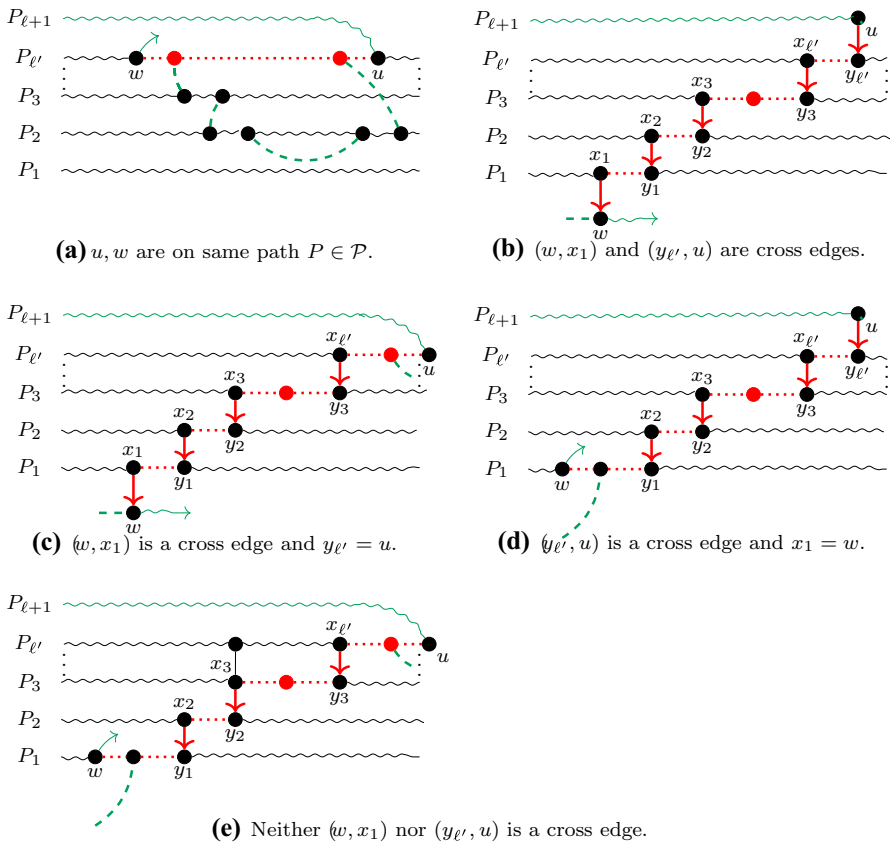 P_{ℓ+1}
P_{ℓ'}
w
u
P_3
P_2
P_1
(a) u, w are on same path P ∈ 𝒫.
P_{ℓ+1}
u
P_{ℓ'}
x_{ℓ'}
y_{ℓ'}
P_3
x_3
y_3
P_2
x_2
y_2
P_1
x_1
y_1
w
(b) (w, x_1) and (y_{ℓ'}, u) are cross edges.
P_{ℓ+1}
P_{ℓ'}
x_{ℓ'}
u
P_3
x_3
y_3
P_2
x_2
y_2
P_1
x_1
y_1
w
(c) (w, x_1) is a cross edge and y_{ℓ'} = u.
P_{ℓ+1}
u
P_{ℓ'}
x_{ℓ'}
y_{ℓ'}
P_3
x_3
y_3
P_2
x_2
y_2
P_1
w
y_1
(d) (y_{ℓ'}, u) is a cross edge and x_1 = w.
P_{ℓ+1}
P_{ℓ'}
x_{ℓ'}
u
P_3
x_3
y_3
P_2
x_2
y_2
P_1
w
y_1
(e) Neither (w, x_1) nor (y_{ℓ'}, u) is a cross edge.